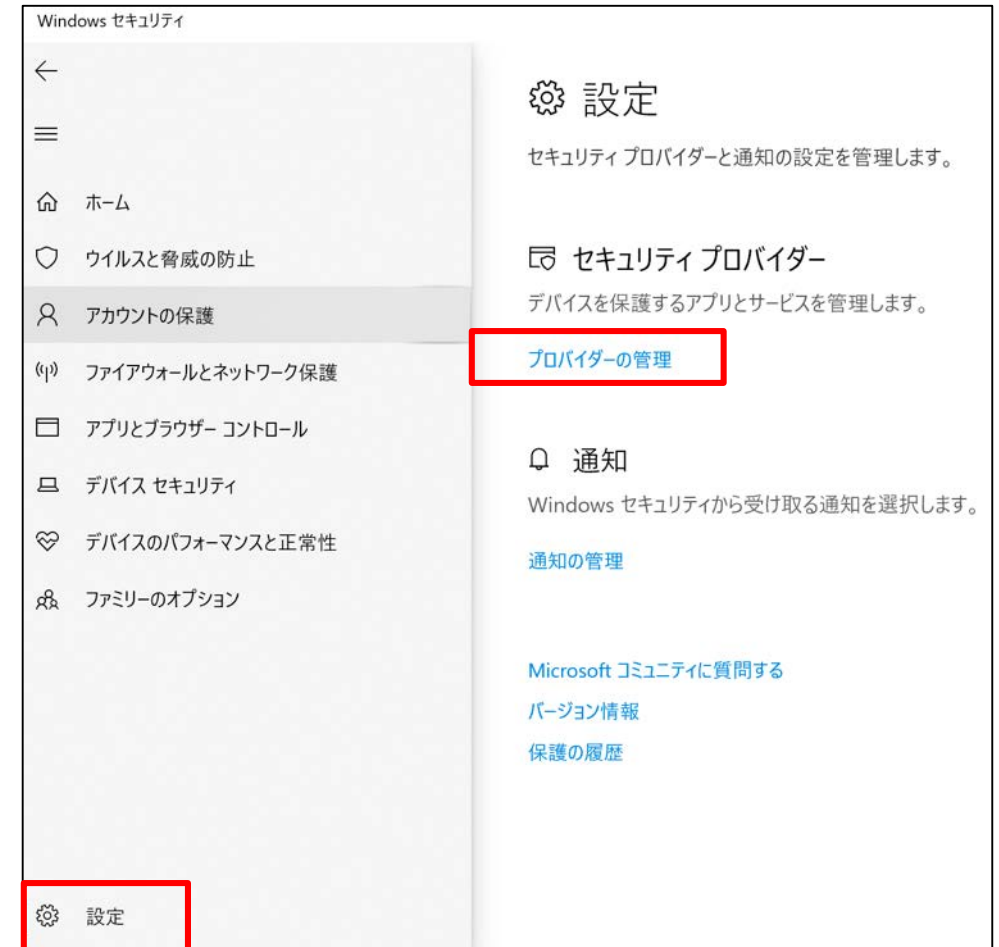 Windows セキュリティ
ホーム
ウイルスと脅威の防止
アカウントの保護
ファイアウォールとネットワーク保護
アプリとブラウザー コントロール
デバイス セキュリティ
デバイスのパフォーマンスと正常性
ファミリーのオプション
設定
設定
セキュリティ プロバイダーと通知の設定を管理します。
セキュリティ プロバイダー
デバイスを保護するアプリとサービスを管理します。
プロバイダーの管理
通知
Windows セキュリティから受け取る通知を選択します。
通知の管理
Microsoft コミュニティに質問する
バージョン情報
保護の履歴